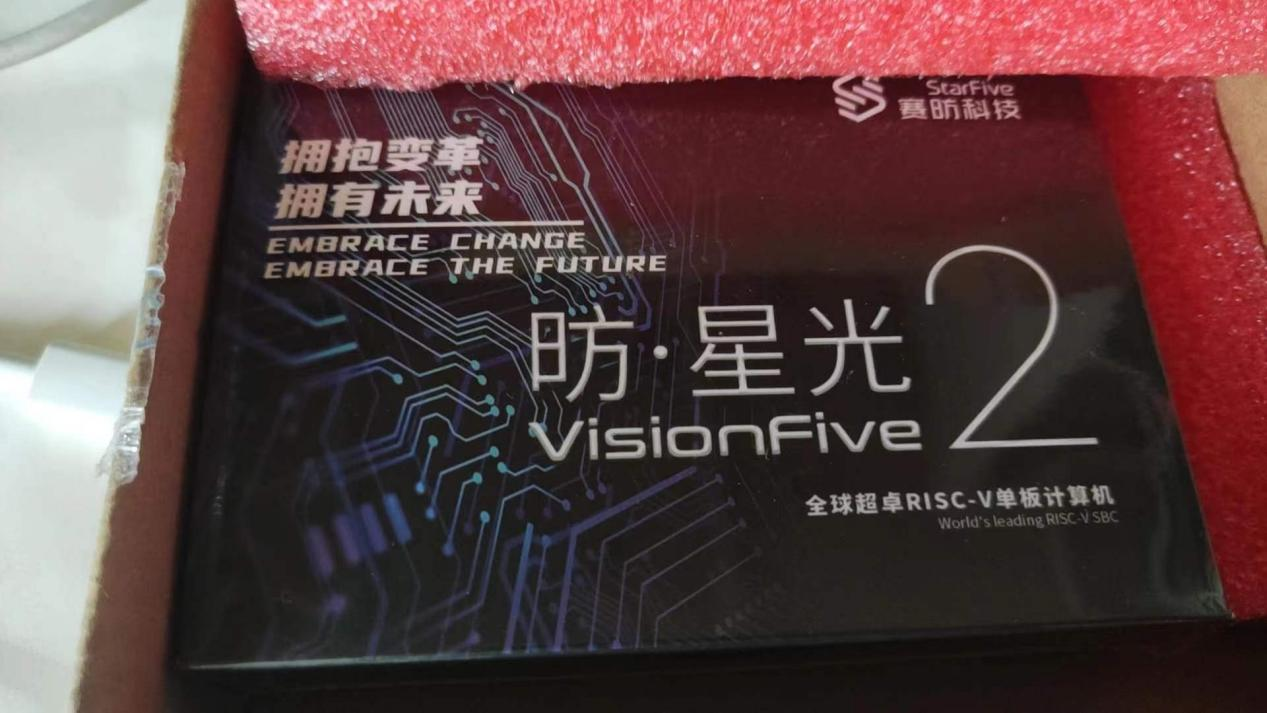 StarFive
赛昉科技
拥抱变革
拥有未来
EMBRACE CHANGE
EMBRACE THE FUTURE
昉·星光 2
VisionFive
全球超卓RISC-V单板计算机
World's leading RISC-V SBC